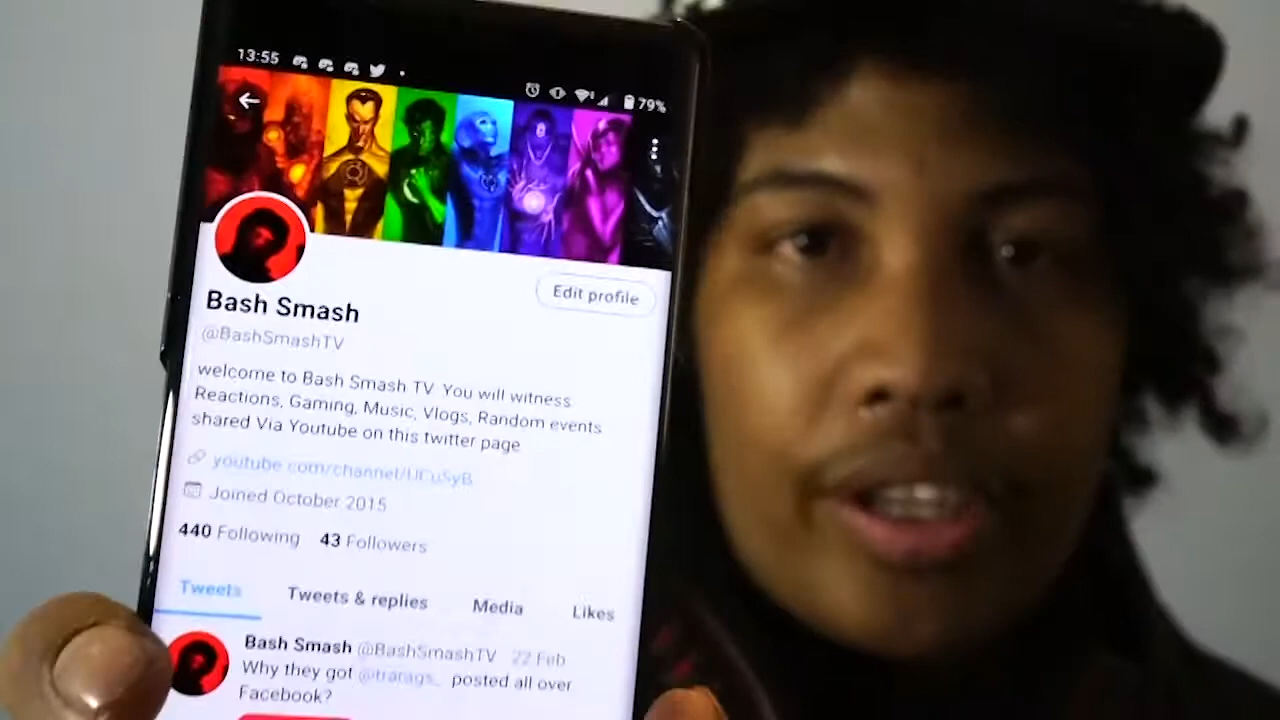 13:55
79%
Edit profile
Bash Smash
@BashSmashTV
welcome to Bash Smash TV You will witness
Reactions, Gaming, Music, Vlogs, Random events
shared Via Youtube on this twitter page
youtube.com/channel/UCuSyB
Joined October 2015
440 Following 43 Followers
Tweets Tweets & replies Media Likes
Bash Smash @BashSmashTV 22 Feb
Why they got @trarags_ posted all over
Facebook?